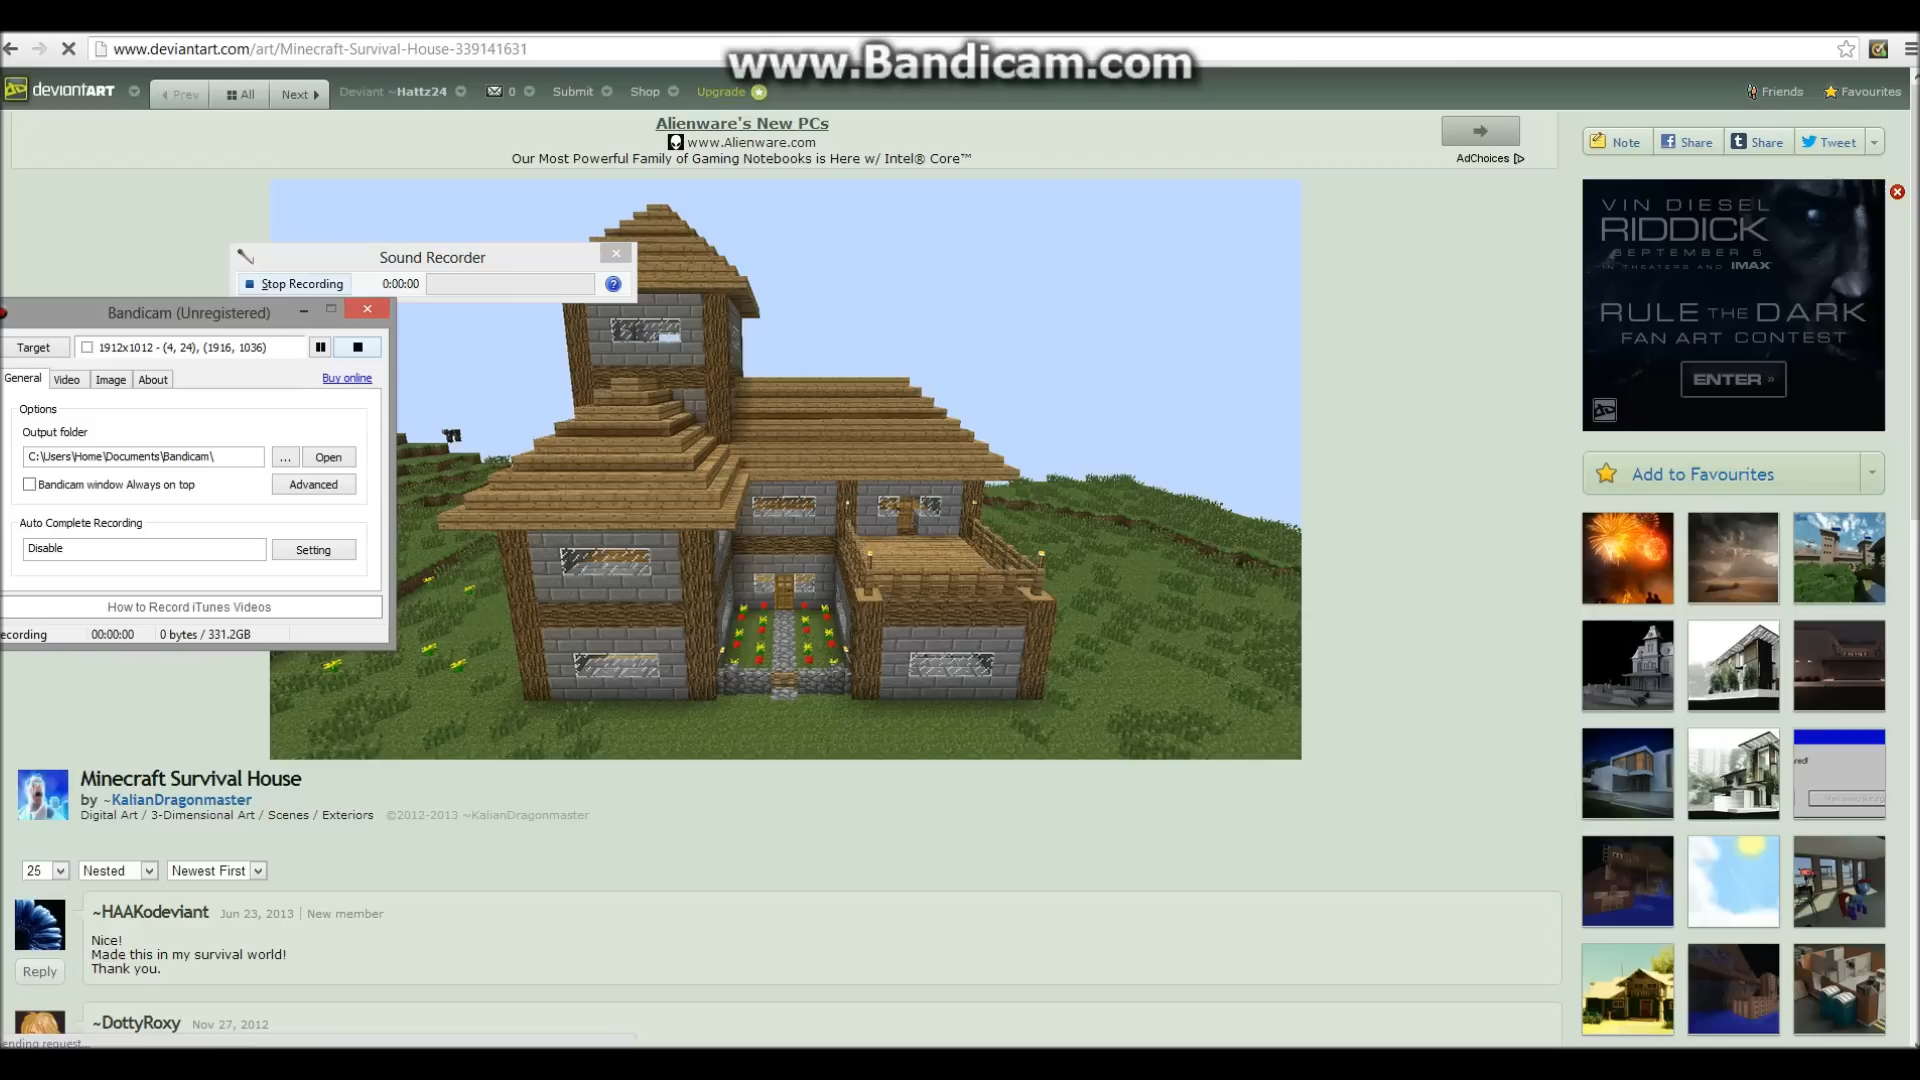 www.deviantart.com/art/Minecraft-Survival-House-339141631
www.Bandicam.com
deviantART
Prev
All
Next
Deviant ~Hattz24
0
Submit
Shop
Upgrade
Friends
Favourites
Alienware's New PCs
www.Alienware.com
Our Most Powerful Family of Gaming Notebooks is Here w/ Intel® Core™
AdChoices
Note
Share
Share
Tweet
VIN DIESEL
RIDDICK
SEPTEMBER 6
IN THEATERS AND IMAX
RULE THE DARK
FAN ART CONTEST
ENTER »
Add to Favourites
Sound Recorder
Stop Recording
0:00:00
Bandicam (Unregistered)
Target
1912x1012 - (4, 24), (1916, 1036)
General
Video
Image
About
Buy online
Options
Output folder
C:\Users\Home\Documents\Bandicam\
...
Open
Bandicam window Always on top
Advanced
Auto Complete Recording
Disable
Setting
How to Record iTunes Videos
ecording
00:00:00
0 bytes / 331.2GB
Minecraft Survival House
by ~KalianDragonmaster
Digital Art / 3-Dimensional Art / Scenes / Exteriors ©2012-2013 ~KalianDragonmaster
25
Nested
Newest First
~HAAKodeviant Jun 23, 2013 New member
Nice!
Made this in my survival world!
Thank you.
Reply
~DottyRoxy Nov 27, 2012
ending request...